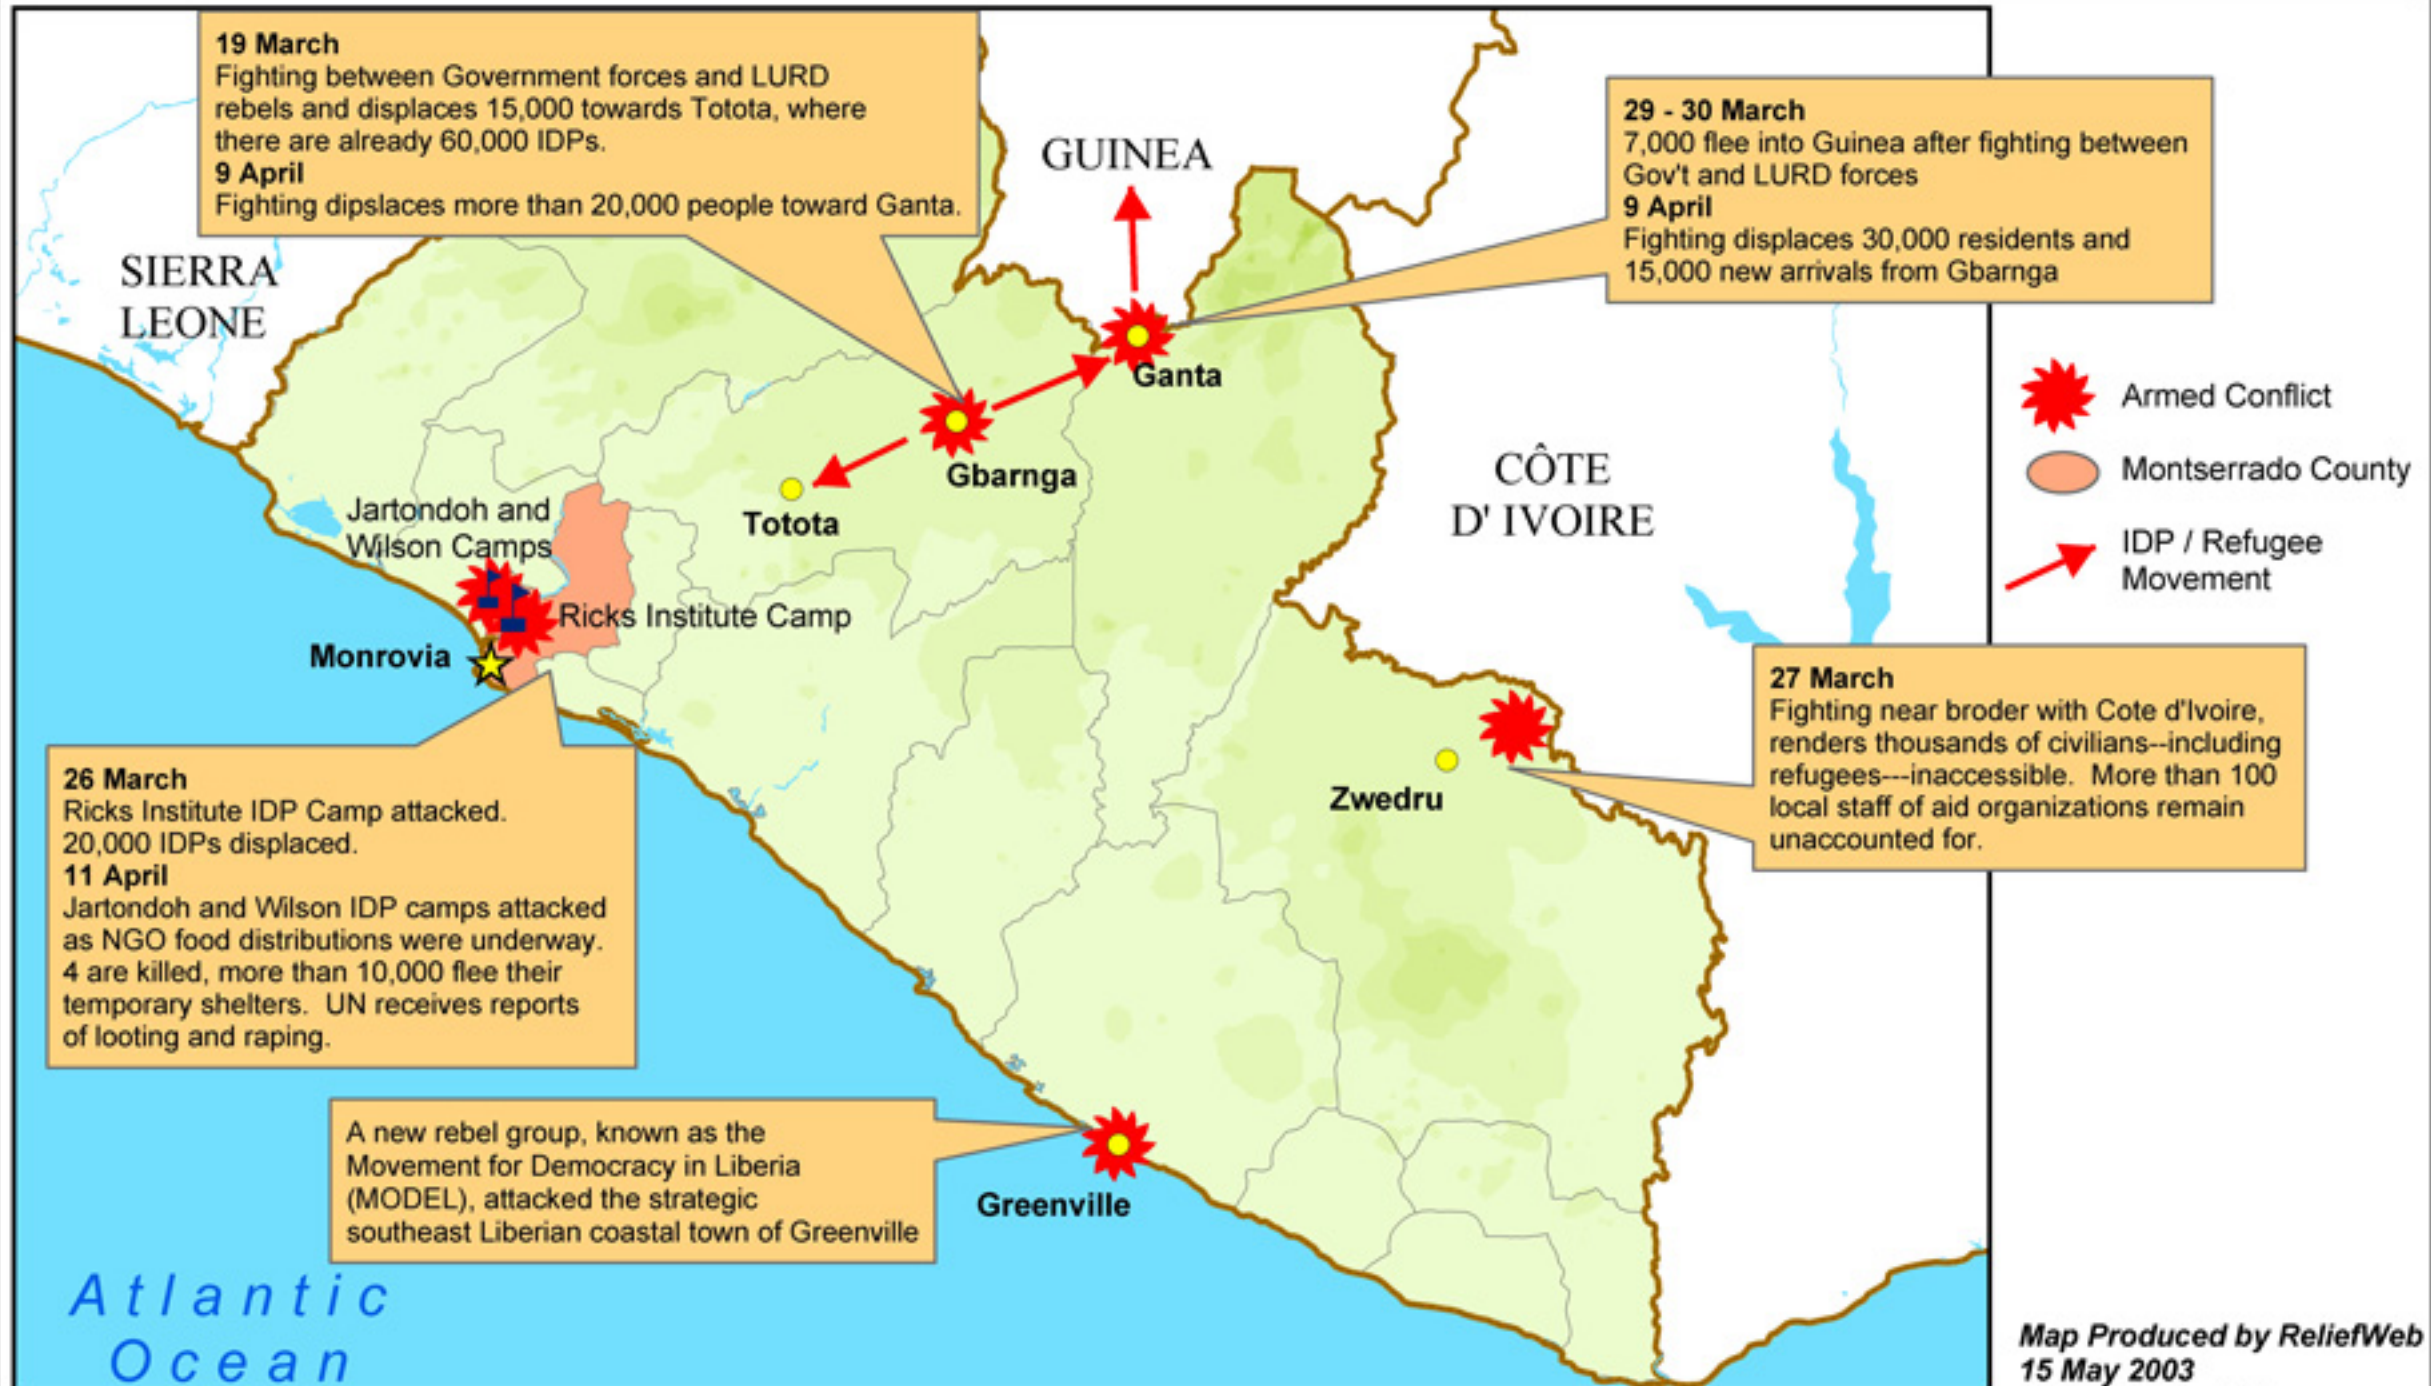 19 March
Fighting between Government forces and LURD
rebels and displaces 15,000 towards Totota, where
there are already 60,000 IDPs.
9 April
Fighting dipslaces more than 20,000 people toward Ganta.
GUINEA
29 - 30 March
7,000 flee into Guinea after fighting between
Gov't and LURD forces
9 April
Fighting displaces 30,000 residents and
15,000 new arrivals from Gbarnga
SIERRA
LEONE
Ganta
Gbarnga
Totota
CÔTE
D' IVOIRE
Armed Conflict
Montserrado County
IDP / Refugee
Movement
Jartondoh and
Wilson Camps
Ricks Institute Camp
Monrovia
27 March
Fighting near broder with Cote d'Ivoire,
renders thousands of civilians--including
refugees---inaccessible. More than 100
local staff of aid organizations remain
unaccounted for.
Zwedru
26 March
Ricks Institute IDP Camp attacked.
20,000 IDPs displaced.
11 April
Jartondoh and Wilson IDP camps attacked
as NGO food distributions were underway.
4 are killed, more than 10,000 flee their
temporary shelters. UN receives reports
of looting and raping.
A new rebel group, known as the
Movement for Democracy in Liberia
(MODEL), attacked the strategic
southeast Liberian coastal town of Greenville
Greenville
Atlantic
Ocean
Map Produced by ReliefWeb
15 May 2003